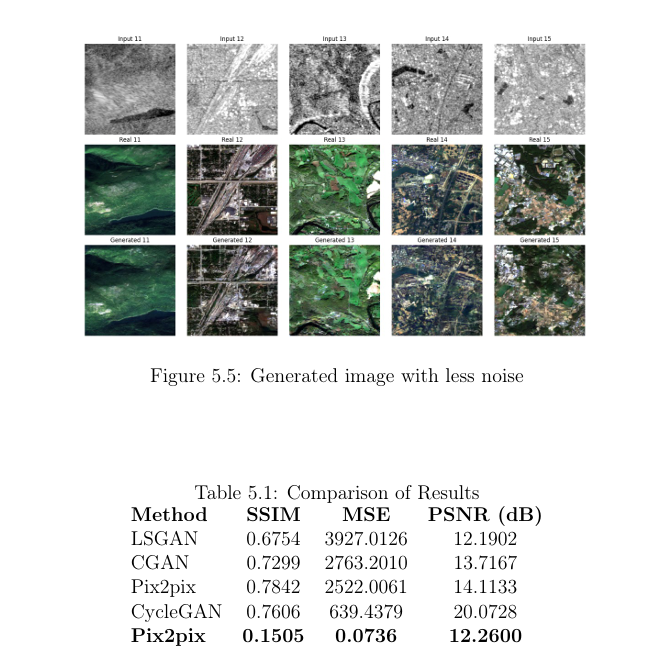 Input 11 Input 12 Input 13 Input 14 Input 15
Real 11 Real 12 Real 13 Real 14 Real 15
Generated 11 Generated 12 Generated 13 Generated 14 Generated 15
Figure 5.5: Generated image with less noise
Table 5.1: Comparison of Results
Method SSIM MSE PSNR (dB)
LSGAN 0.6754 3927.0126 12.1902
CGAN 0.7299 2763.2010 13.7167
Pix2pix 0.7842 2522.0061 14.1133
CycleGAN 0.7606 639.4379 20.0728
Pix2pix 0.1505 0.0736 12.2600